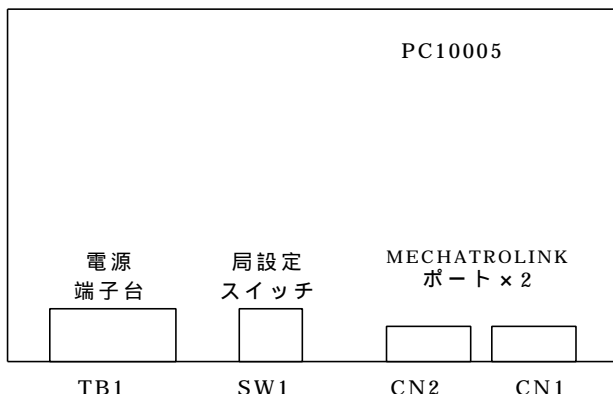 PC10005
電源
端子台
局設定
スイッチ
MECHATROLINK
ポート×2
TB1
SW1
CN2
CN1